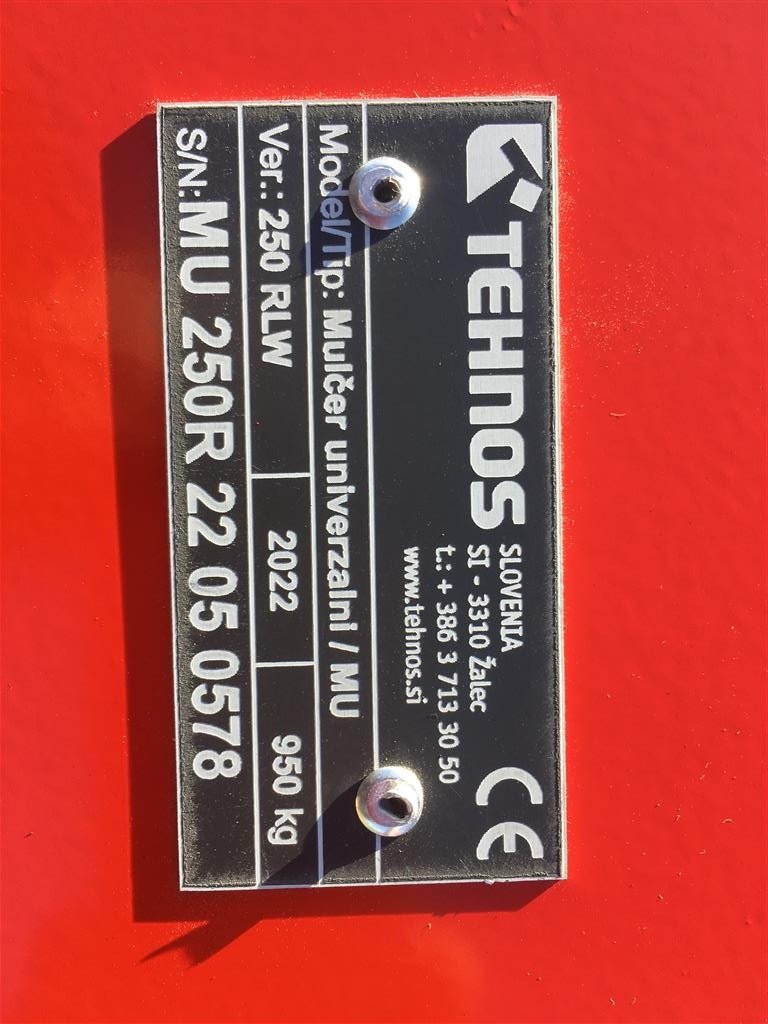 TEHNOS
SLOVENIA
SI - 3310 Žalec
t.: + 386 3 713 30 50
www.tehnos.si
CE
Model/Tip: Mulčer univerzalni / MU
Ver.: 250 RLW 2022 950 kg
S/N:MU 250R 22 05 0578